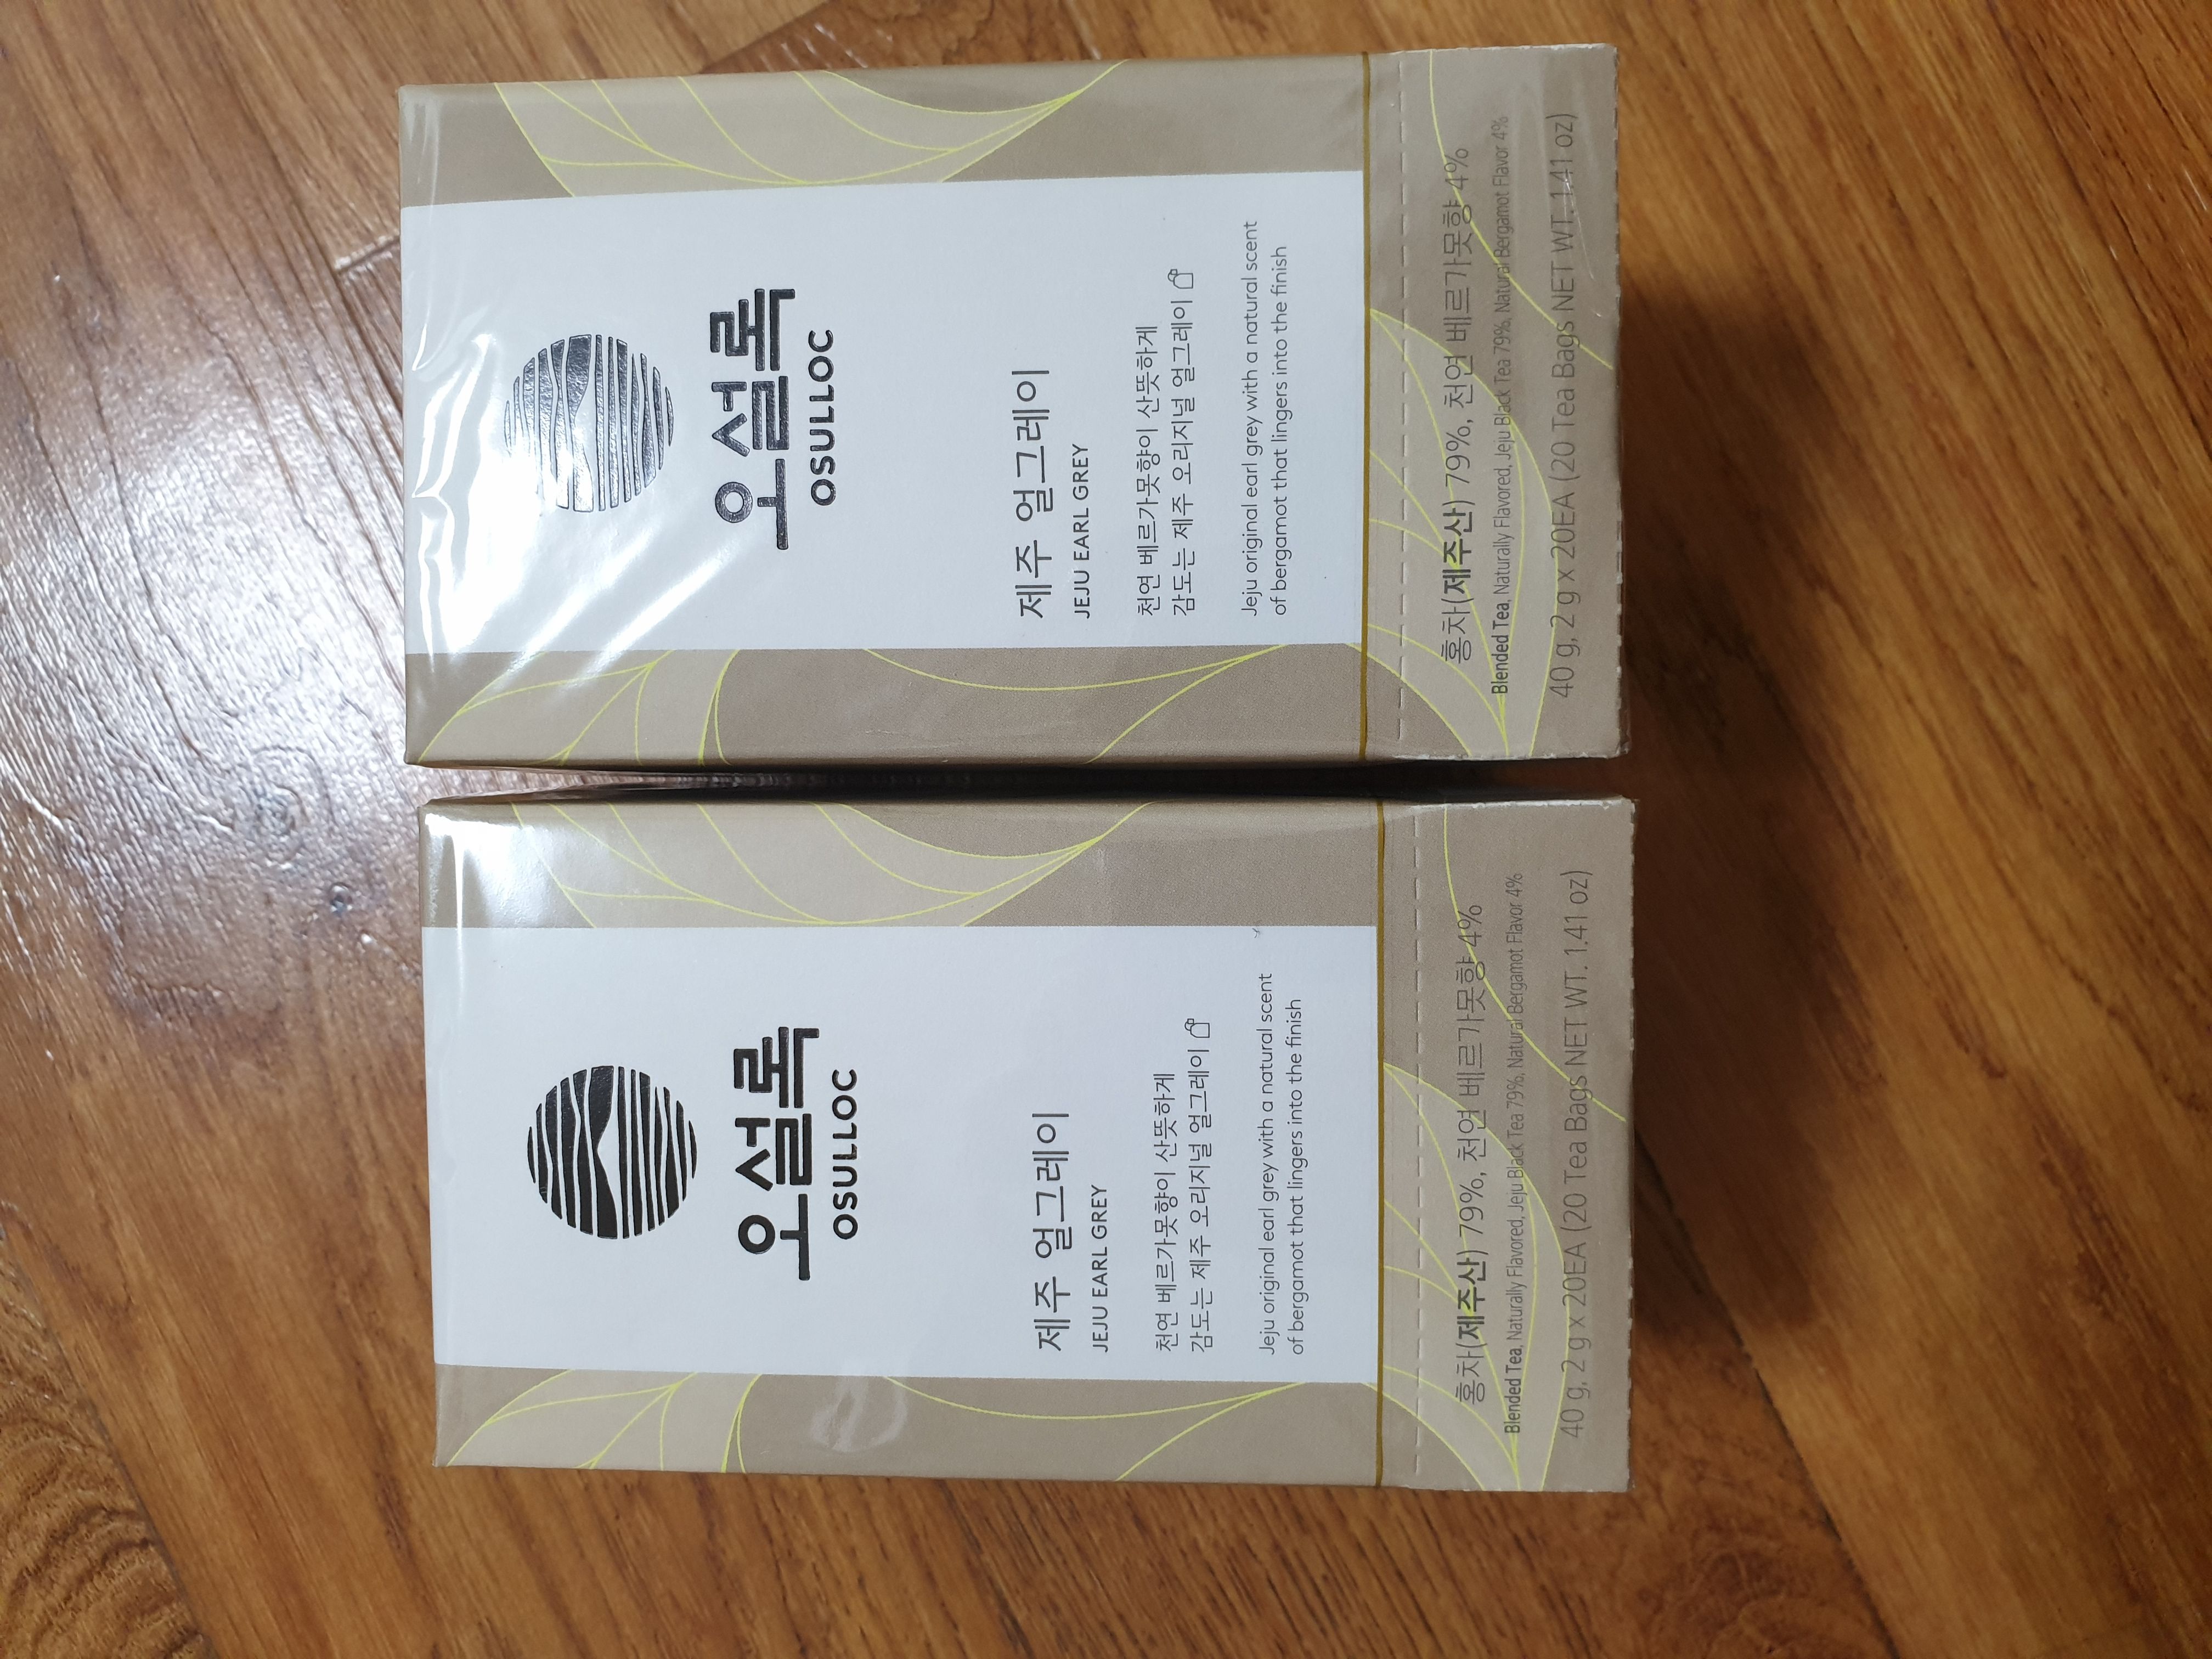 오설록
OSULLOC
제주 얼그레이
JEJU EARL GREY
천연 베르가못향이 산뜻하게
감도는 제주 오리지널 얼그레이
Jeju original earl grey with a natural scent
of bergamot that lingers into the finish
홍차(제주산) 79%, 천연 베르가못향 4%
Blended Tea, Naturally Flavored, Jeju Black Tea 79%, Natural Bergamot Flavor 4%
40 g, 2 g x 20EA (20 Tea Bags NET WT. 1.41 oz)
오설록
OSULLOC
제주 얼그레이
JEJU EARL GREY
천연 베르가못향이 산뜻하게
감도는 제주 오리지널 얼그레이
Jeju original earl grey with a natural scent
of bergamot that lingers into the finish
홍차(제주산) 79%, 천연 베르가못향 4%
Blended Tea, Naturally Flavored, Jeju Black Tea 79%, Natural Bergamot Flavor 4%
40 g, 2 g x 20EA (20 Tea Bags NET WT. 1.41 oz)